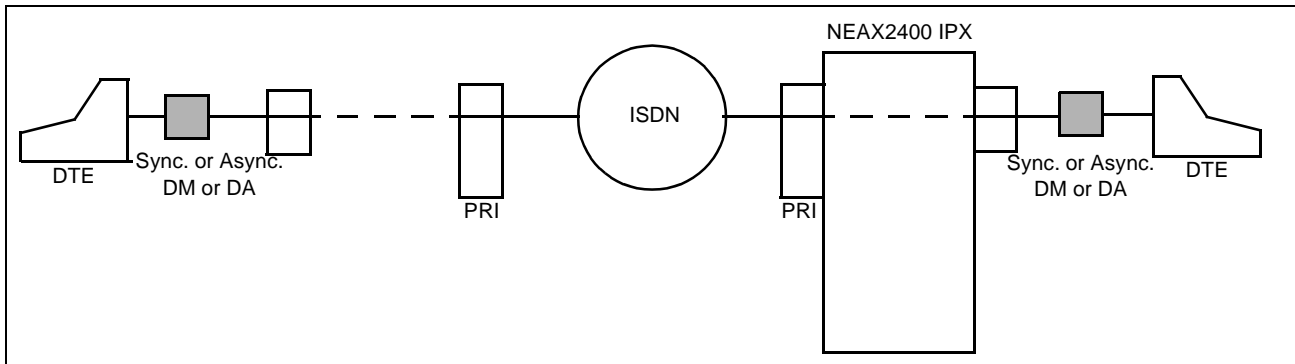 NEAX2400 IPX
ISDN
DTE
Sync. or Async.
DM or DA
PRI
PRI
Sync. or Async.
DM or DA
DTE